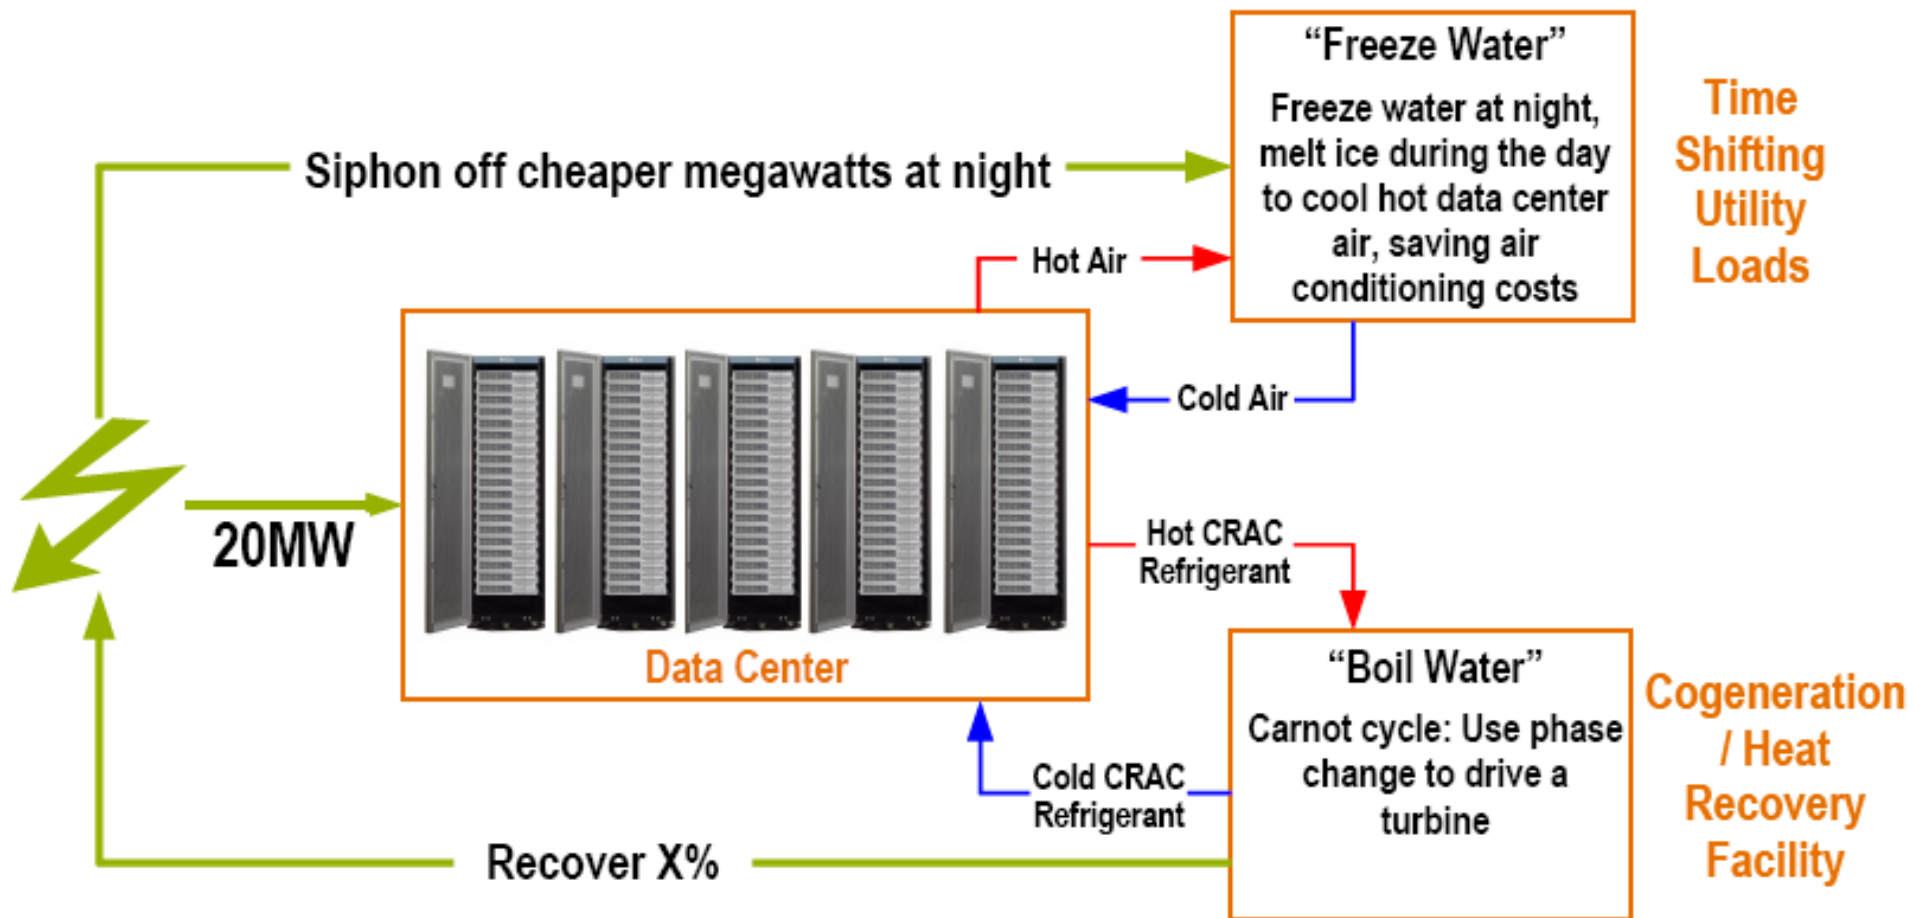 “Freeze Water”
Freeze water at night,
melt ice during the day
to cool hot data center
air, saving air
conditioning costs
Time
Shifting
Utility
Loads
Siphon off cheaper megawatts at night
Hot Air
Cold Air
20MW
Data Center
Hot CRAC
Refrigerant
“Boil Water”
Carnot cycle: Use phase
change to drive a
turbine
Cogeneration
/ Heat
Recovery
Facility
Cold CRAC
Refrigerant
Recover X%